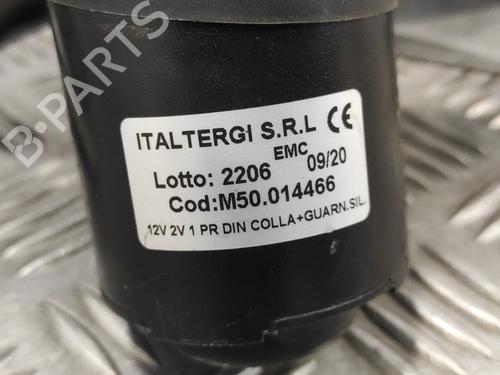 ITALTERGI S.R.L CE
EMC
Lotto: 2206 09/20
Cod:M50.014466
12V 2V 1 PR DIN COLLA+GUARN.SIL.
B-PARTS